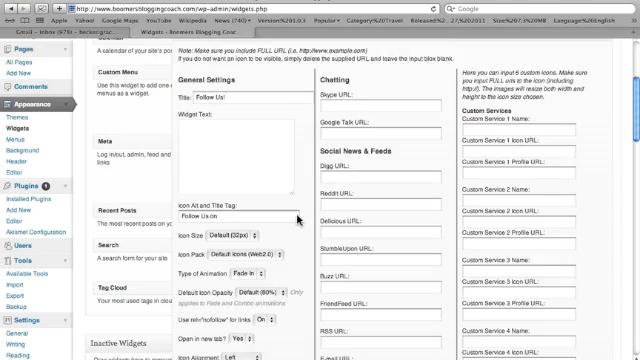 http://www.boomersbloggingcoach.com/wp-admin/widgets.php
Google
Apple
Yahoo!
Google Maps
YouTube
Wikipedia
News (740)
Popular
Gmail - Inbox (978) - beckescgrac...
Widgets ‹ Boomers Blogging Coac...
Pages
All Pages
Add New
Comments
Appearance
Themes
Widgets
Menus
Background
Header
Editor
Plugins 1
Installed Plugins
Add New
Editor
Akismet Configuration
Users
Tools
Available Tools
Import
Export
Backup
Settings
General
Writing
A calendar of your site's
Custom Menu
Use this widget to add one
menus as a widget.
Meta
Log in/out, admin, feed and
links
Recent Posts
The most recent posts on
Search
A search form for your site
Tag Cloud
Your most used tags in cloud
Inactive Widgets
Note: Make sure you include FULL URL (i.e. http://www.example.com)
If you do not want an icon to be visible, simply delete the supplied URL and leave the input blox blank.
General Settings
Title: Follow Us!
Widget Text:
Icon Alt and Title Tag:
Follow Us on
Icon Size Default (32px)
Icon Pack Default Icons (Web2.0)
Type of Animation Fade In
Default Icon Opacity Default (80%) Only
applies to Fade and Combo animations
Use rel="nofollow" for links On
Open in new tab? Yes
Icon Alignment Left
Chatting
Skype URL:
Google Talk URL:
Social News & Feeds
Digg URL:
Reddit URL:
Delicious URL:
StumbleUpon URL:
Buzz URL:
FriendFeed URL:
RSS URL:
E-mail URL:
Here you can input 6 custom icons. Make sure
you input FULL urls to the icon (including
http://). The images will resize both width and
height to the icon size chosen.
Custom Services
Custom Service 1 Name:
Custom Service 1 Icon URL:
Custom Service 1 Profile URL:
Custom Service 2 Name:
Custom Service 2 Icon URL:
Custom Service 2 Profile URL:
Custom Service 3 Name:
Custom Service 3 Icon URL:
Custom Service 3 Profile URL:
Custom Service 4 Name:
Custom Service 4 Icon URL: